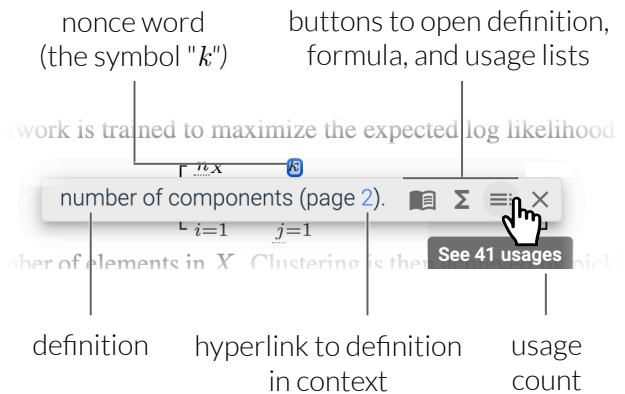 nonce word
(the symbol "k")
buttons to open definition,
formula, and usage lists
twork is trained to maximize the expected log likelihood
n X k
number of components (page 2). Σ
i=1 j=1
See 41 usages
ber of elements in X. Clustering is then achieved by picki
definition
hyperlink to definition
in context
usage
count